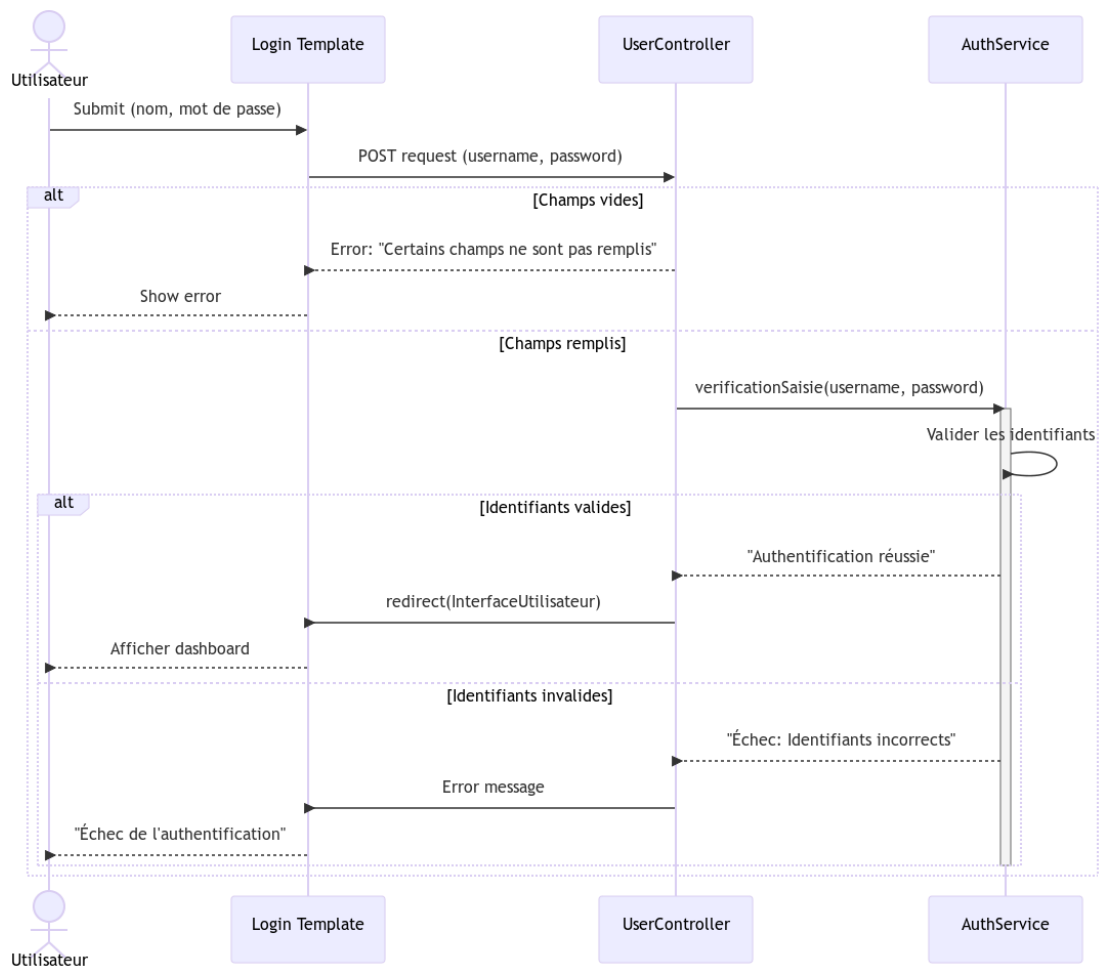 Login Template
UserController
AuthService
Utilisateur
Submit (nom, mot de passe)
POST request (username, password)
alt
[Champs vides]
Error: "Certains champs ne sont pas remplis"
Show error
[Champs remplis]
verificationSaisie(username, password)
Valider les identifiants
alt
[Identifiants valides]
"Authentification réussie"
redirect(InterfaceUtilisateur)
Afficher dashboard
[Identifiants invalides]
"Échec: Identifiants incorrects"
Error message
"Échec de l'authentification"
Login Template
UserController
AuthService
Utilisateur